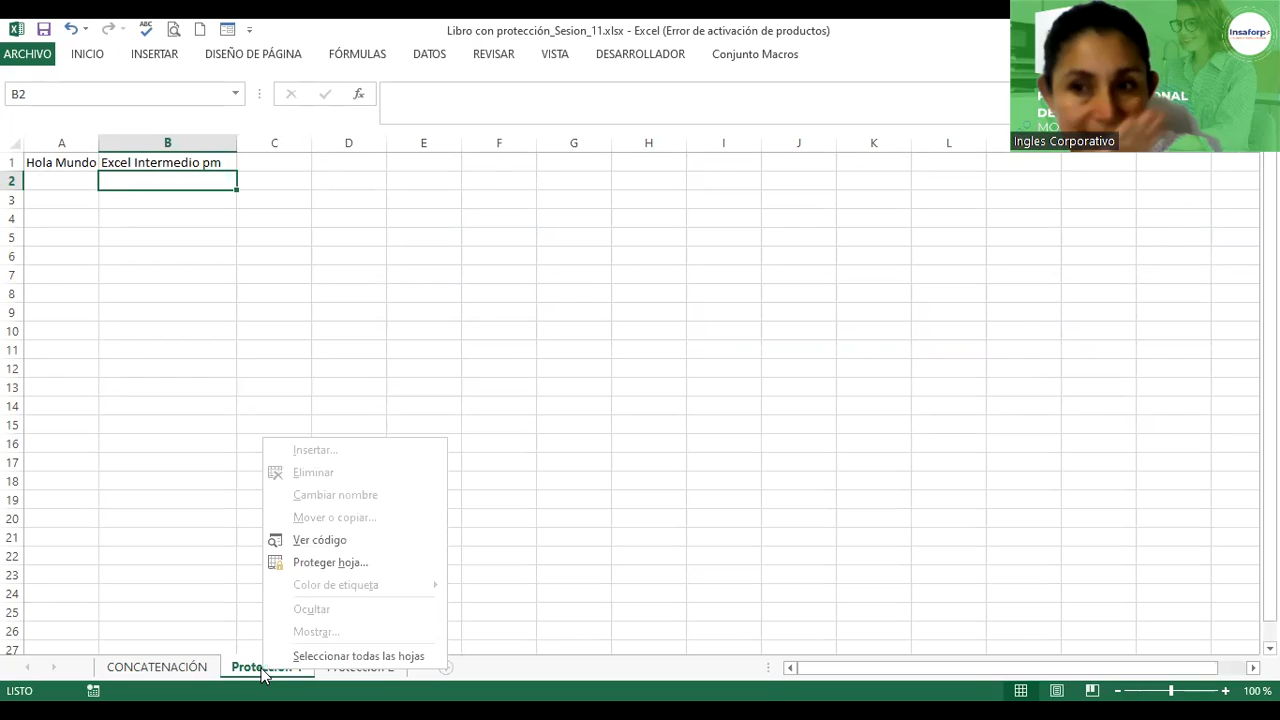 Libro con protección_Sesion_11.xlsx - Excel (Error de activación de productos)
ARCHIVO INICIO INSERTAR DISEÑO DE PÁGINA FÓRMULAS DATOS REVISAR VISTA DESARROLLADOR Conjunto Macros
B2
A B C D E F G H I J K L
1 Hola Mundo Excel Intermedio pm
2
3
4
5
6
7
8
9
10
11
12
13
14
15
16
17
18
19
20
21
22
23
24
25
26
27
Insertar...
Eliminar
Cambiar nombre
Mover o copiar...
Ver código
Proteger hoja...
Color de etiqueta
Ocultar
Mostrar...
Seleccionar todas las hojas
CONCATENACIÓN
LISTO
100 %
Insaforp
Ingles Corporativo